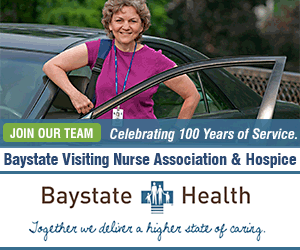 JOIN OUR TEAM Celebrating 100 Years of Service.
Baystate Visiting Nurse Association & Hospice
Baystate Health
Together we deliver a higher state of caring.